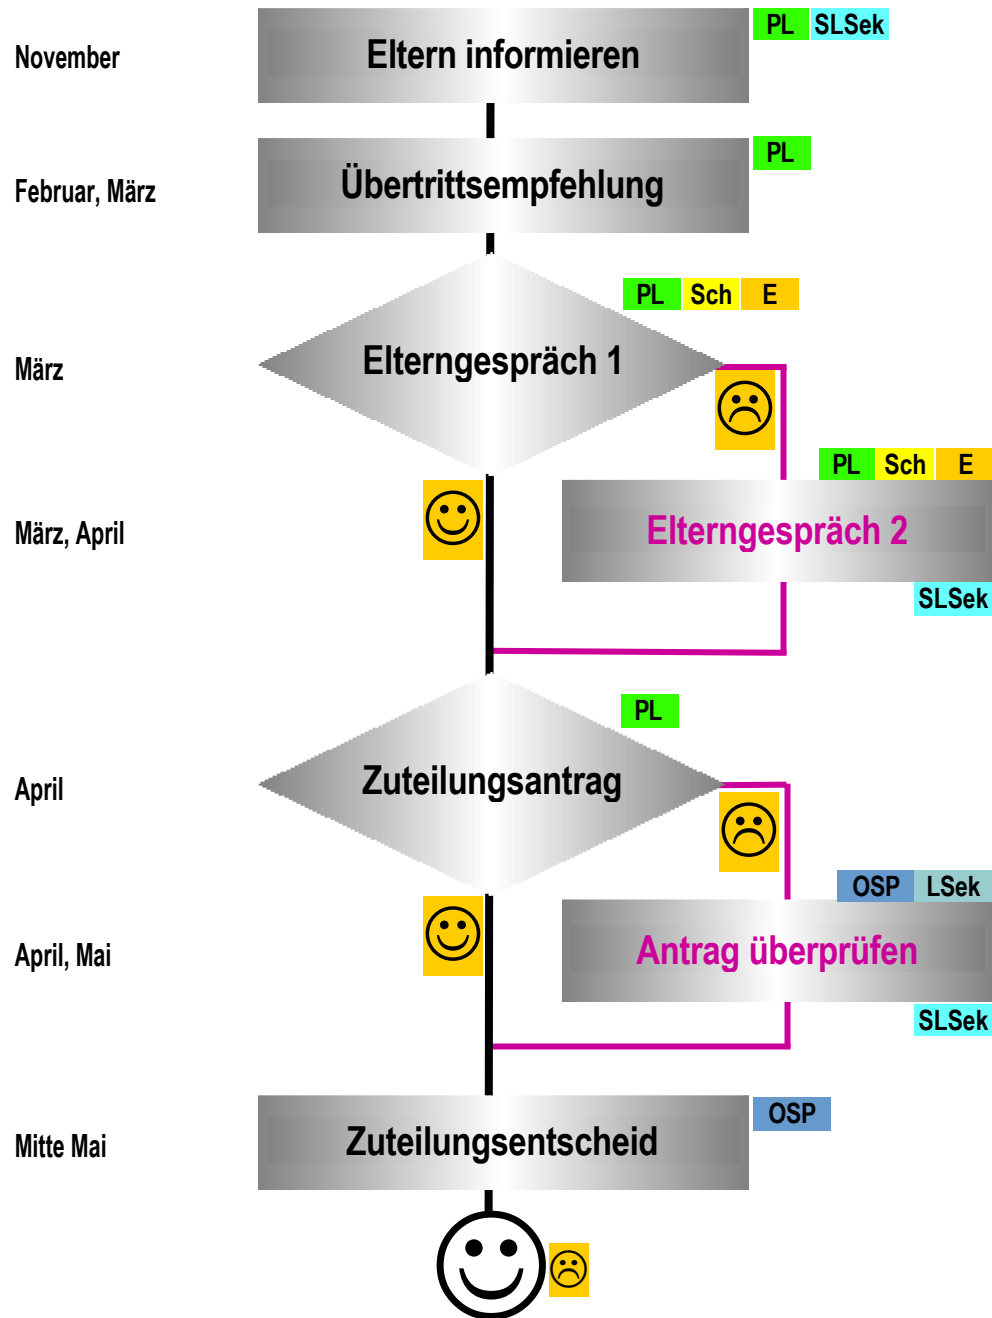 November
Eltern informieren
PL SLSek
Februar, März
Übertrittsempfehlung
PL
März
Elterngespräch 1
PL Sch E
März, April
PL Sch E
Elterngespräch 2
SLSek
April
Zuteilungsantrag
PL
April, Mai
OSP LSek
Antrag überprüfen
SLSek
Mitte Mai
Zuteilungsentscheid
OSP